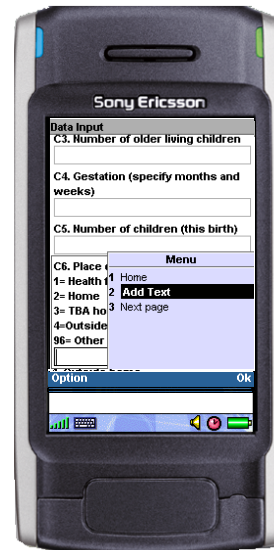 Sony Ericsson
Data Input
C3. Number of older living children
C4. Gestation (specify months and
weeks)
C5. Number of children (this birth)
C6. Place
1= Health
2= Home
3= TBA ho
4=Outside
96= Other
Menu
1 Home
2 Add Text
3 Next page
Option
Ok